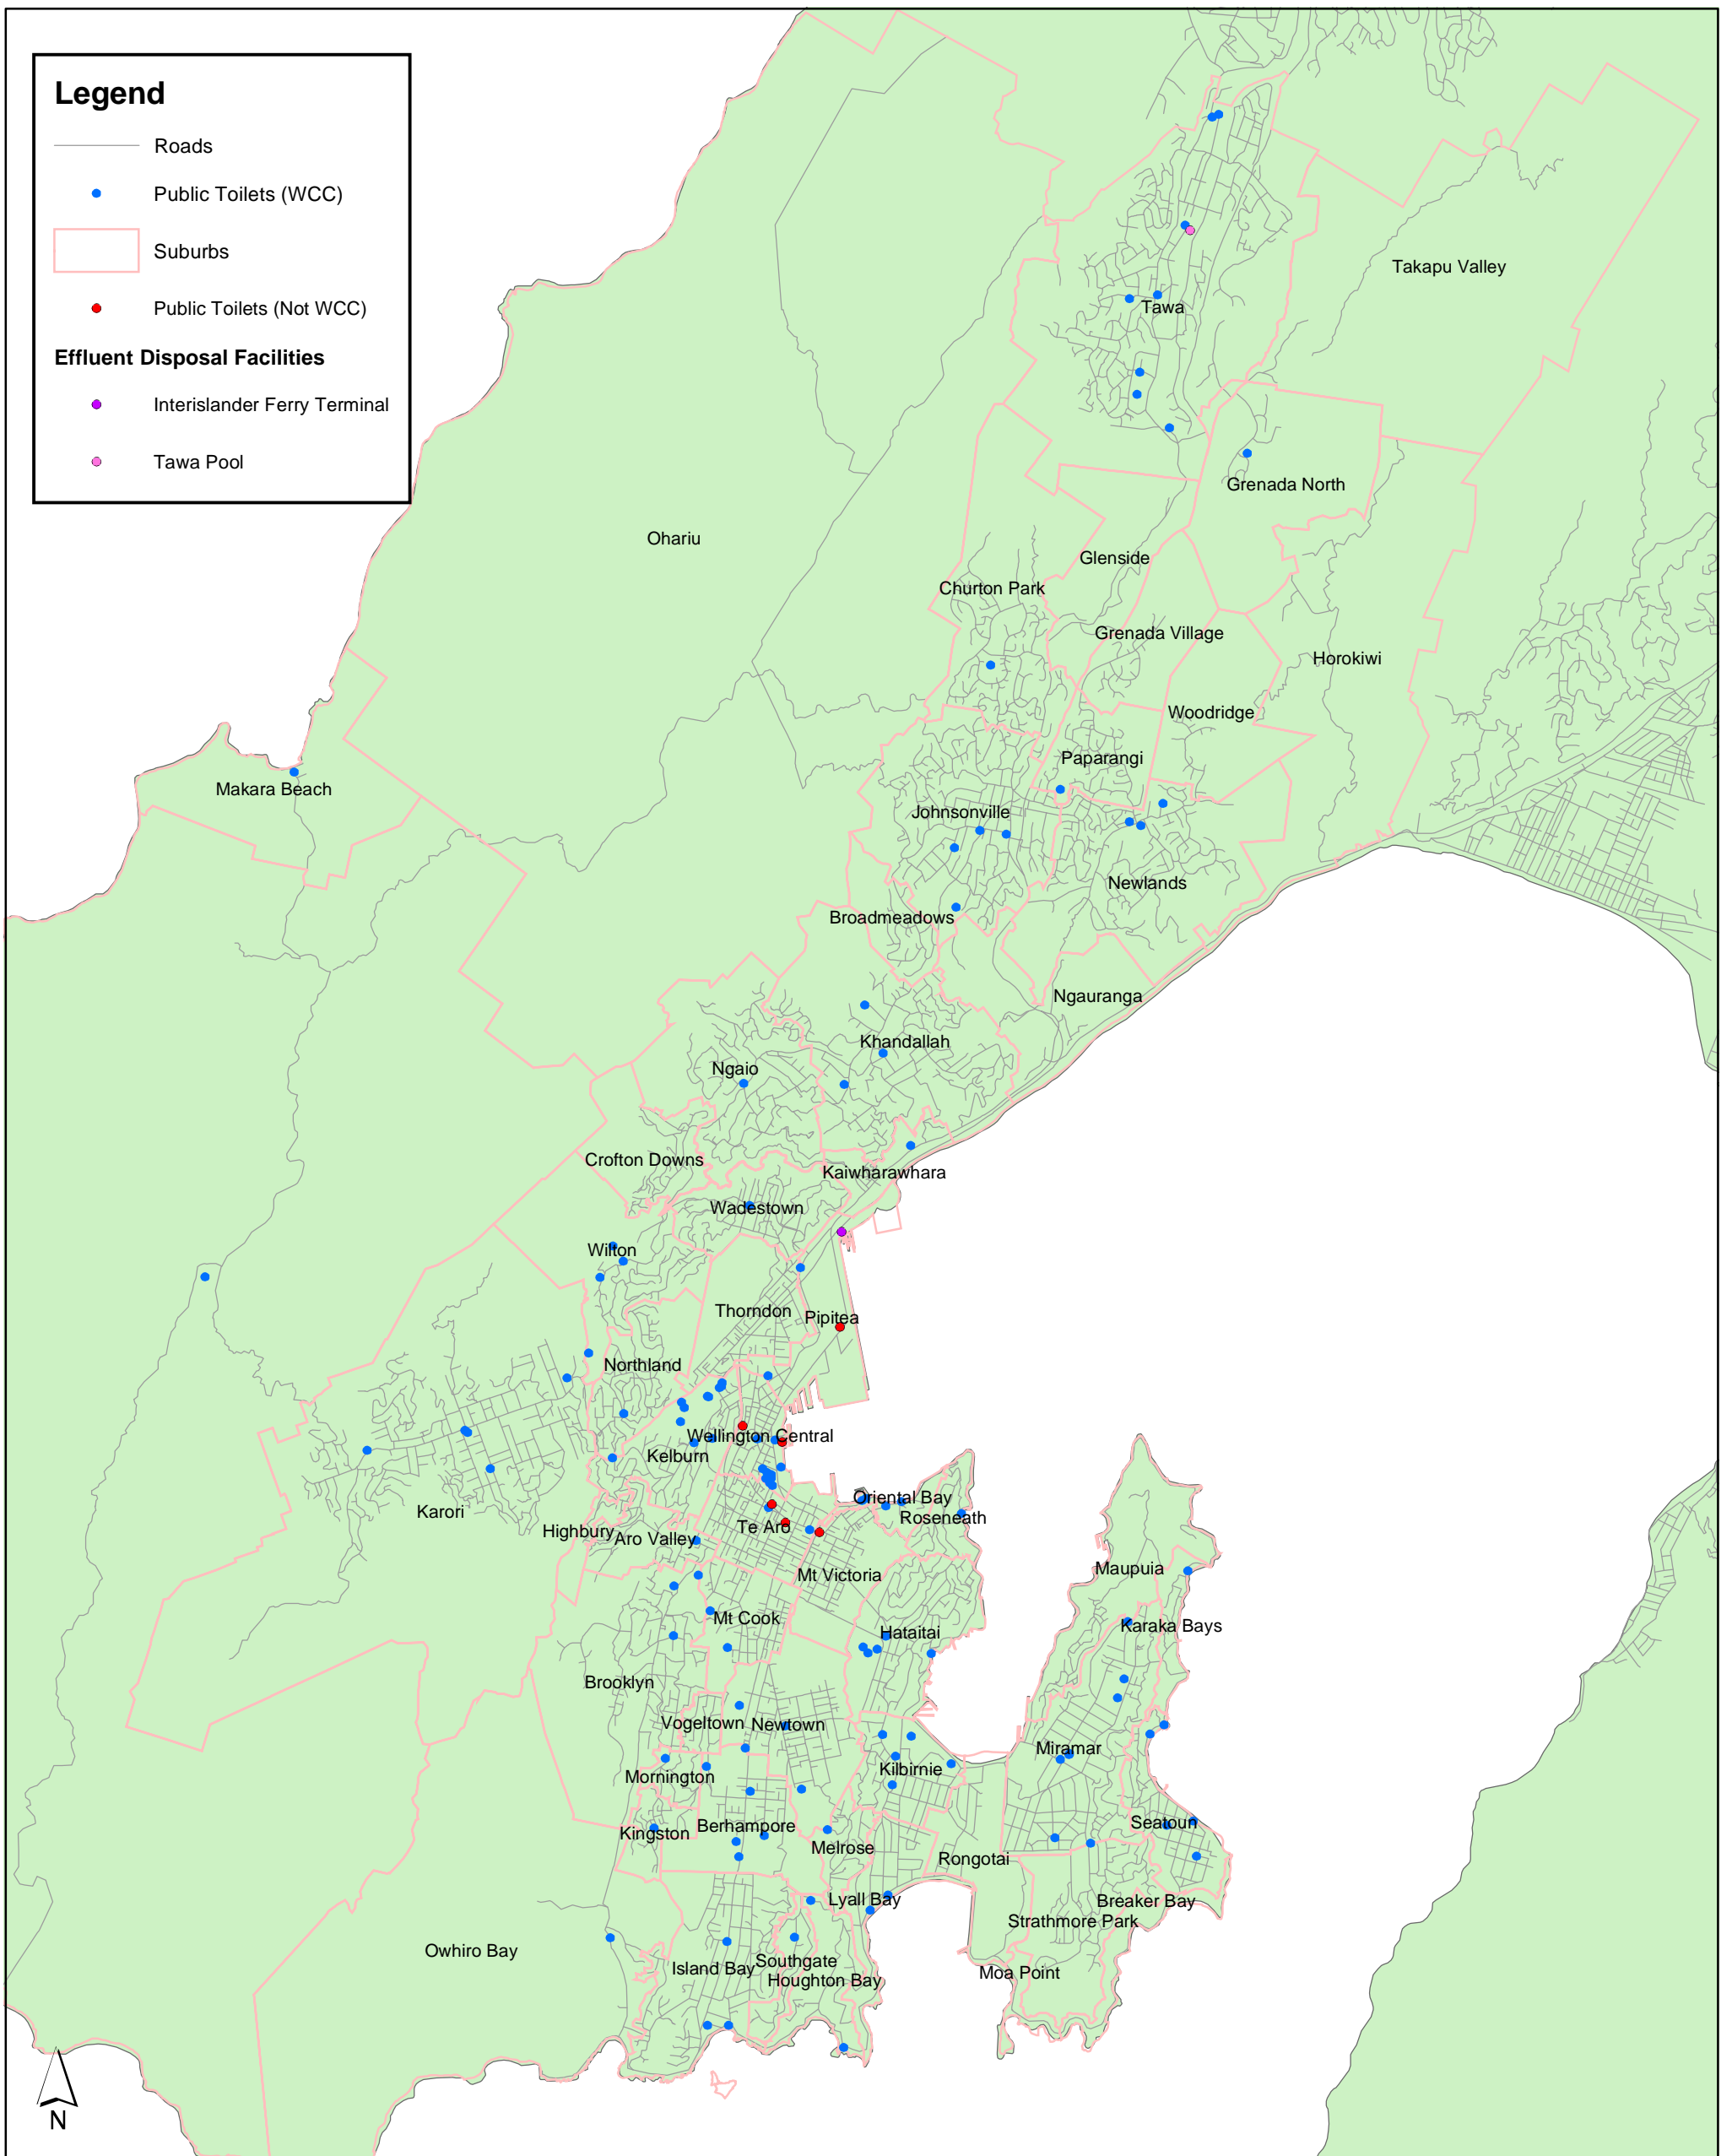 Legend
Roads
Public Toilets (WCC)
Suburbs
Public Toilets (Not WCC)
Effluent Disposal Facilities
Interislander Ferry Terminal
Tawa Pool
Takapu Valley
Tawa
Grenada North
Ohariu
Glenside
Churton Park
Grenada Village
Horokiwi
Woodridge
Paparangi
Makara Beach
Johnsonville
Newlands
Broadmeadows
Ngauranga
Khandallah
Ngaio
Crofton Downs
Kaiwharawhara
Wadestown
Wilton
Thorndon
Pipitea
Northland
Wellington Central
Kelburn
Oriental Bay
Karori
Roseneath
Te Aro
Highbury
Aro Valley
Maupuia
Mt Victoria
Mt Cook
Karaka Bays
Hataitai
Brooklyn
Vogeltown
Newtown
Miramar
Kilbirnie
Mornington
Seatoun
Berhampore
Kingston
Melrose
Rongotai
Lyall Bay
Breaker Bay
Strathmore Park
Owhiro Bay
Southgate
Island Bay
Moa Point
Houghton Bay
N